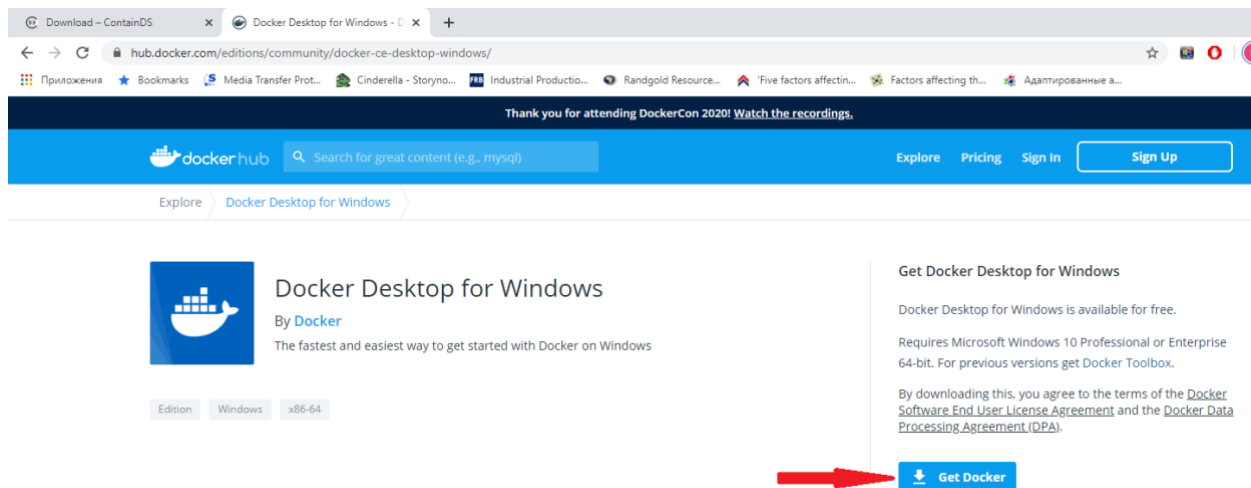 Download – ContainDS
Docker Desktop for Windows - D
hub.docker.com/editions/community/docker-ce-desktop-windows/
Приложения Bookmarks Media Transfer Prot... Cinderella - Storyno... FRB Industrial Productio... Randgold Resource... 'Five factors affectin... Factors affecting th... Адаптированные а...
Thank you for attending DockerCon 2020! Watch the recordings.
dockerhub Search for great content (e.g., mysql) Explore Pricing Sign In Sign Up
Explore Docker Desktop for Windows
Docker Desktop for Windows
By Docker
The fastest and easiest way to get started with Docker on Windows
Edition Windows x86-64
Get Docker Desktop for Windows
Docker Desktop for Windows is available for free.
Requires Microsoft Windows 10 Professional or Enterprise
64-bit. For previous versions get Docker Toolbox.
By downloading this, you agree to the terms of the Docker
Software End User License Agreement and the Docker Data
Processing Agreement (DPA).
Get Docker